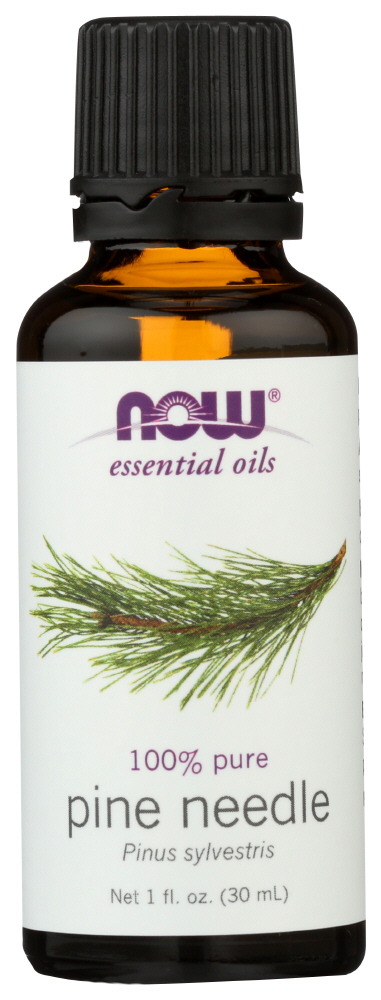 now®
essential oils
100% pure
pine needle
Pinus sylvestris
Net 1 fl. oz. (30 mL)